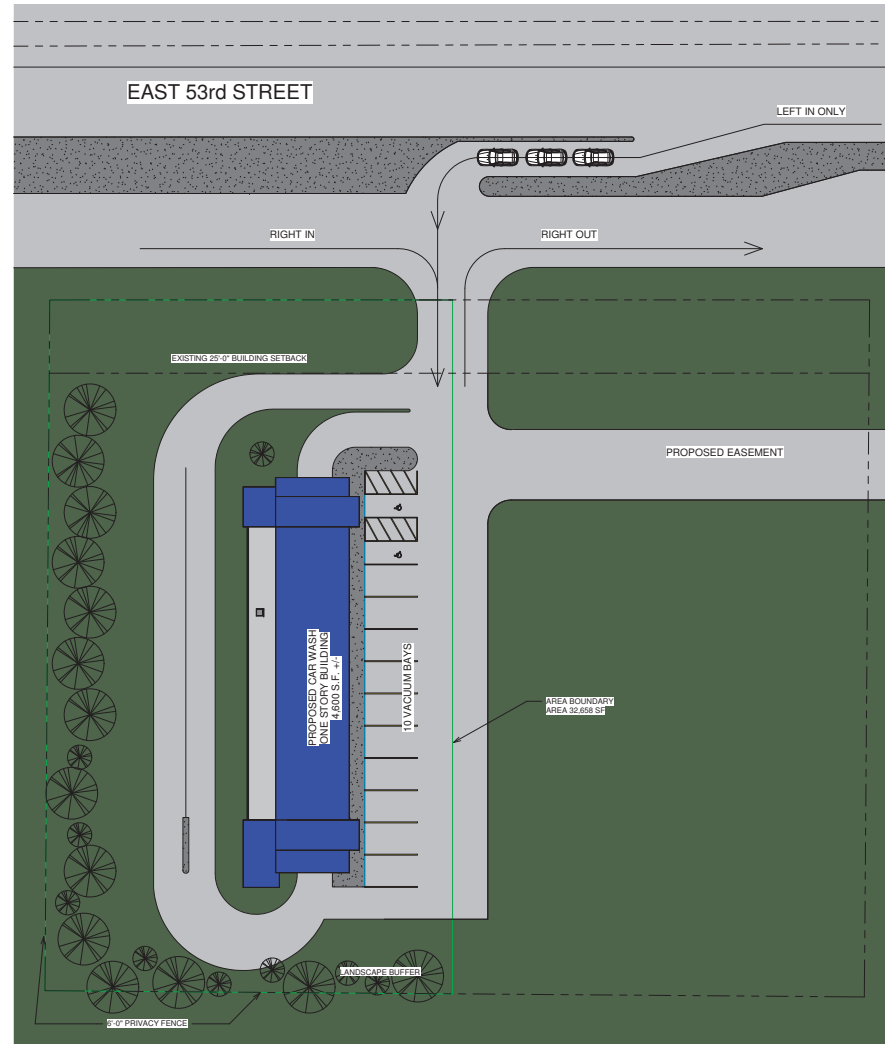 EAST 53rd STREET
LEFT IN ONLY
RIGHT IN
RIGHT OUT
EXISTING 25'-0" BUILDING SETBACK
PROPOSED EASEMENT
PROPOSED CAR WASH
ONE STORY BUILDING
4,600 S.F. +/-
10 VACUUM BAYS
AREA BOUNDARY
AREA 32,658 SF
LANDSCAPE BUFFER
6'-0" PRIVACY FENCE